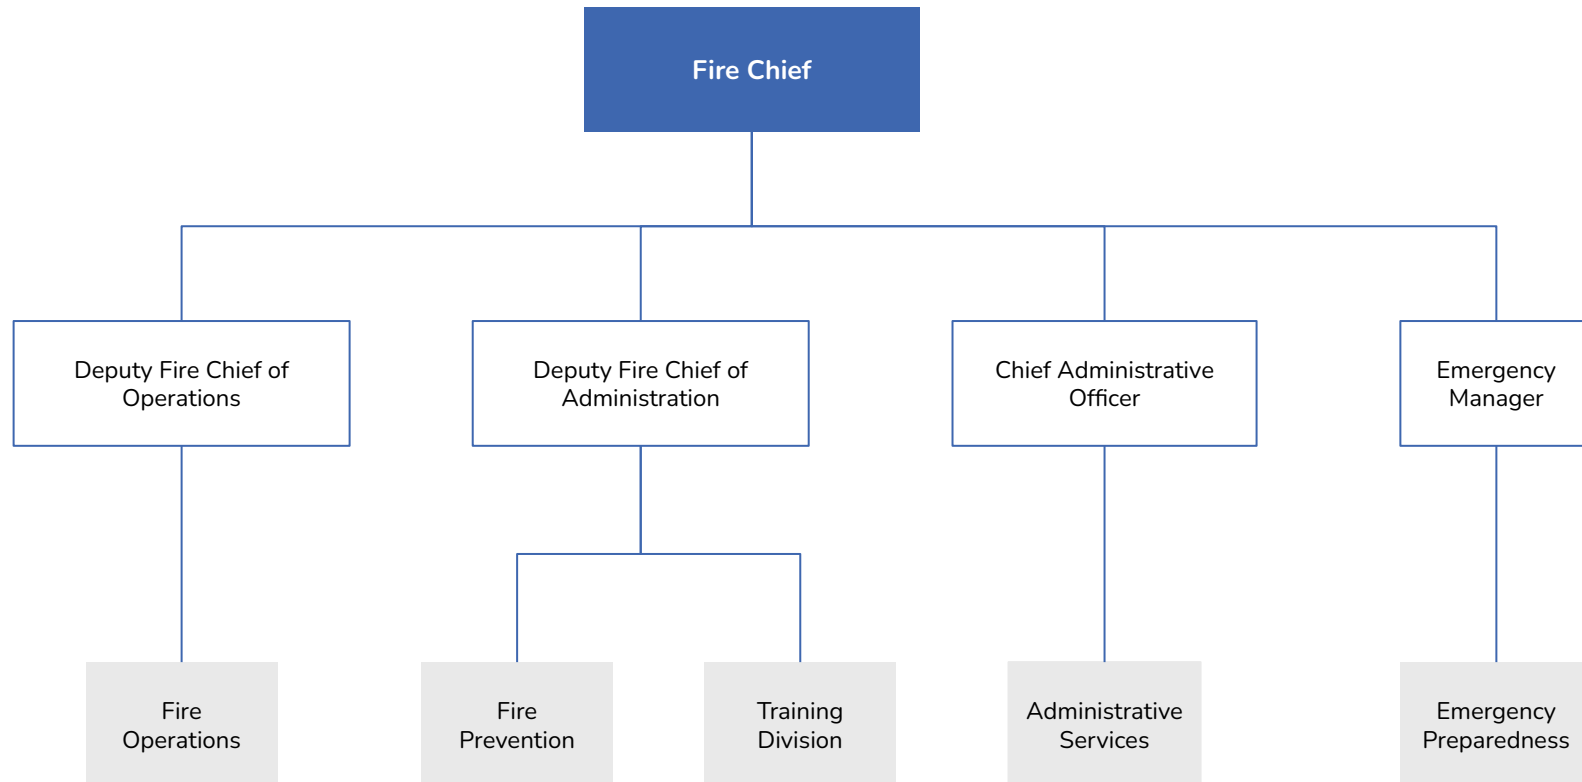 Fire Chief
Deputy Fire Chief of
Operations
Deputy Fire Chief of
Administration
Chief Administrative
Officer
Emergency
Manager
Fire
Operations
Fire
Prevention
Training
Division
Administrative
Services
Emergency
Preparedness